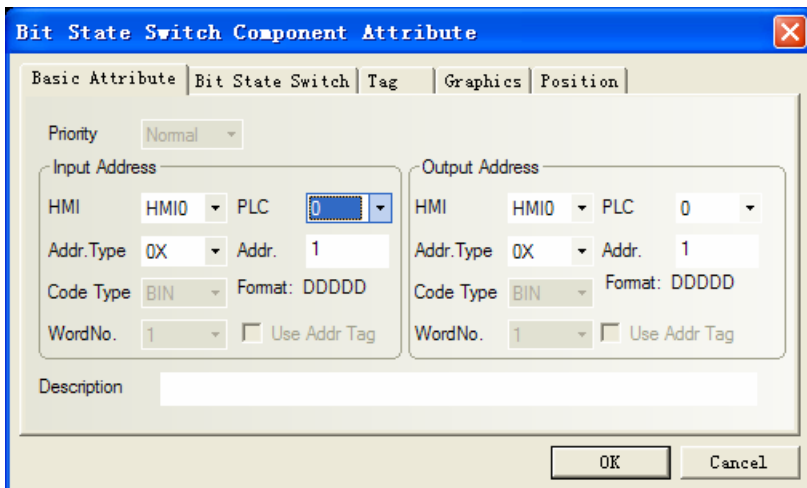 Bit State Switch Component Attribute
Basic Attribute Bit State Switch Tag Graphics Position
Priority Normal
Input Address Output Address
HMI HMI0 PLC 0 HMI HMI0 PLC 0
Addr.Type 0X Addr. 1 Addr.Type 0X Addr. 1
Code Type BIN Format: DDDDD Code Type BIN Format: DDDDD
WordNo. 1 Use Addr Tag WordNo. 1 Use Addr Tag
Description
OK Cancel